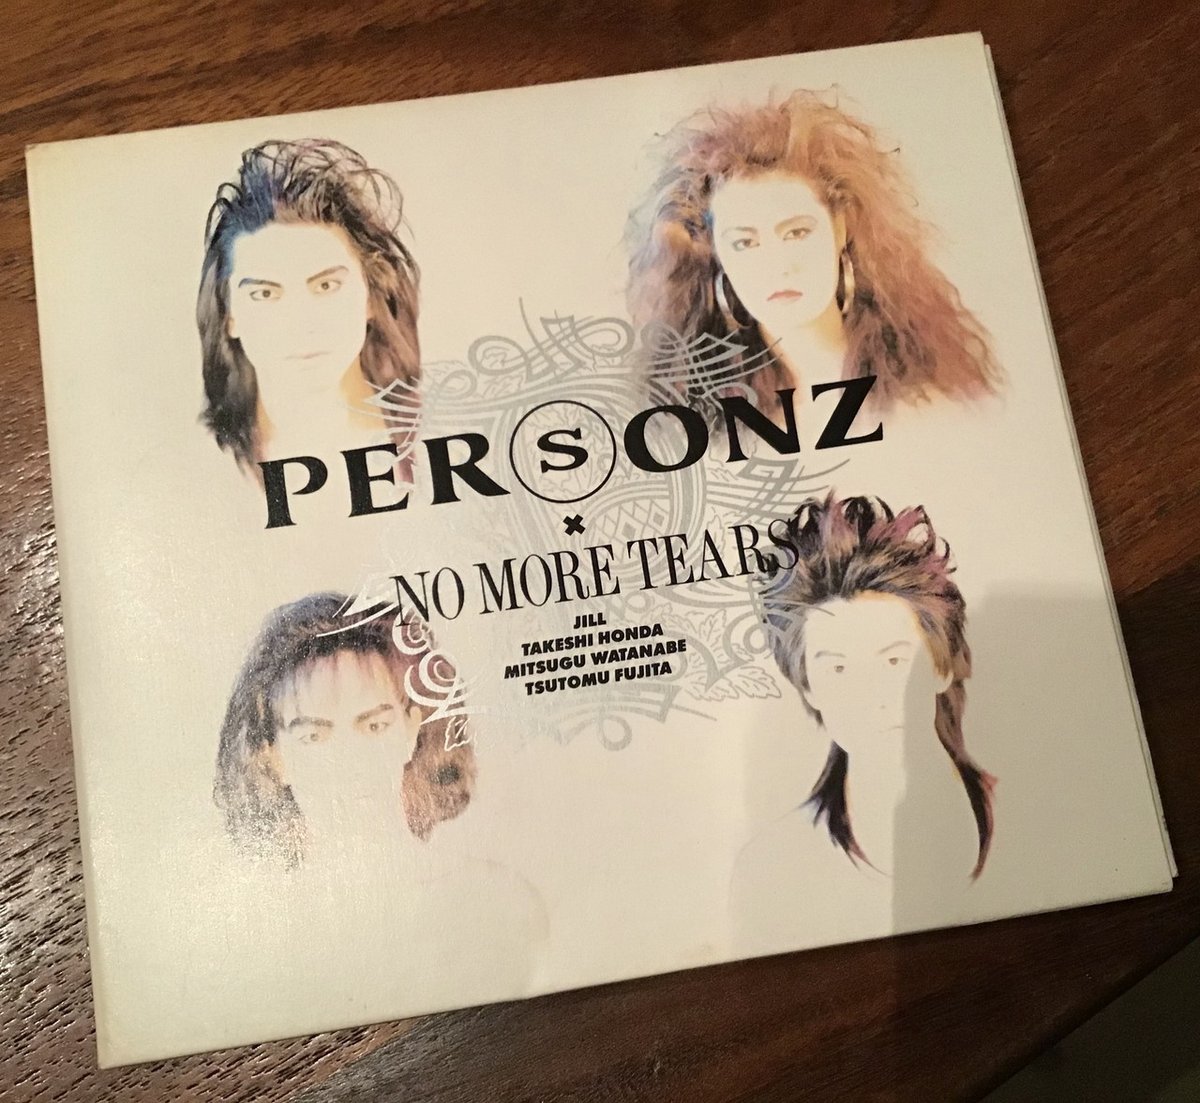 PERSONZ
×
NO MORE TEARS
JILL
TAKESHI HONDA
MITSUGU WATANABE
TSUTOMU FUJITA